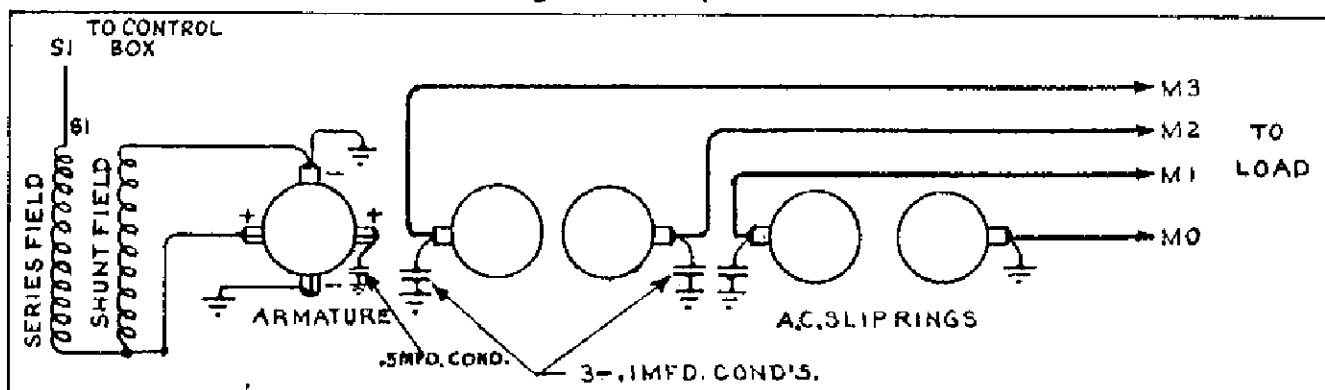 TO CONTROL
BOX
S1
S1
SERIES FIELD
SHUNT FIELD
-
+
+
-
ARMATURE
.5MFD. COND.
3-.1MFD. COND'S.
A.C. SLIP RINGS
M3
M2
M1
M0
TO
LOAD